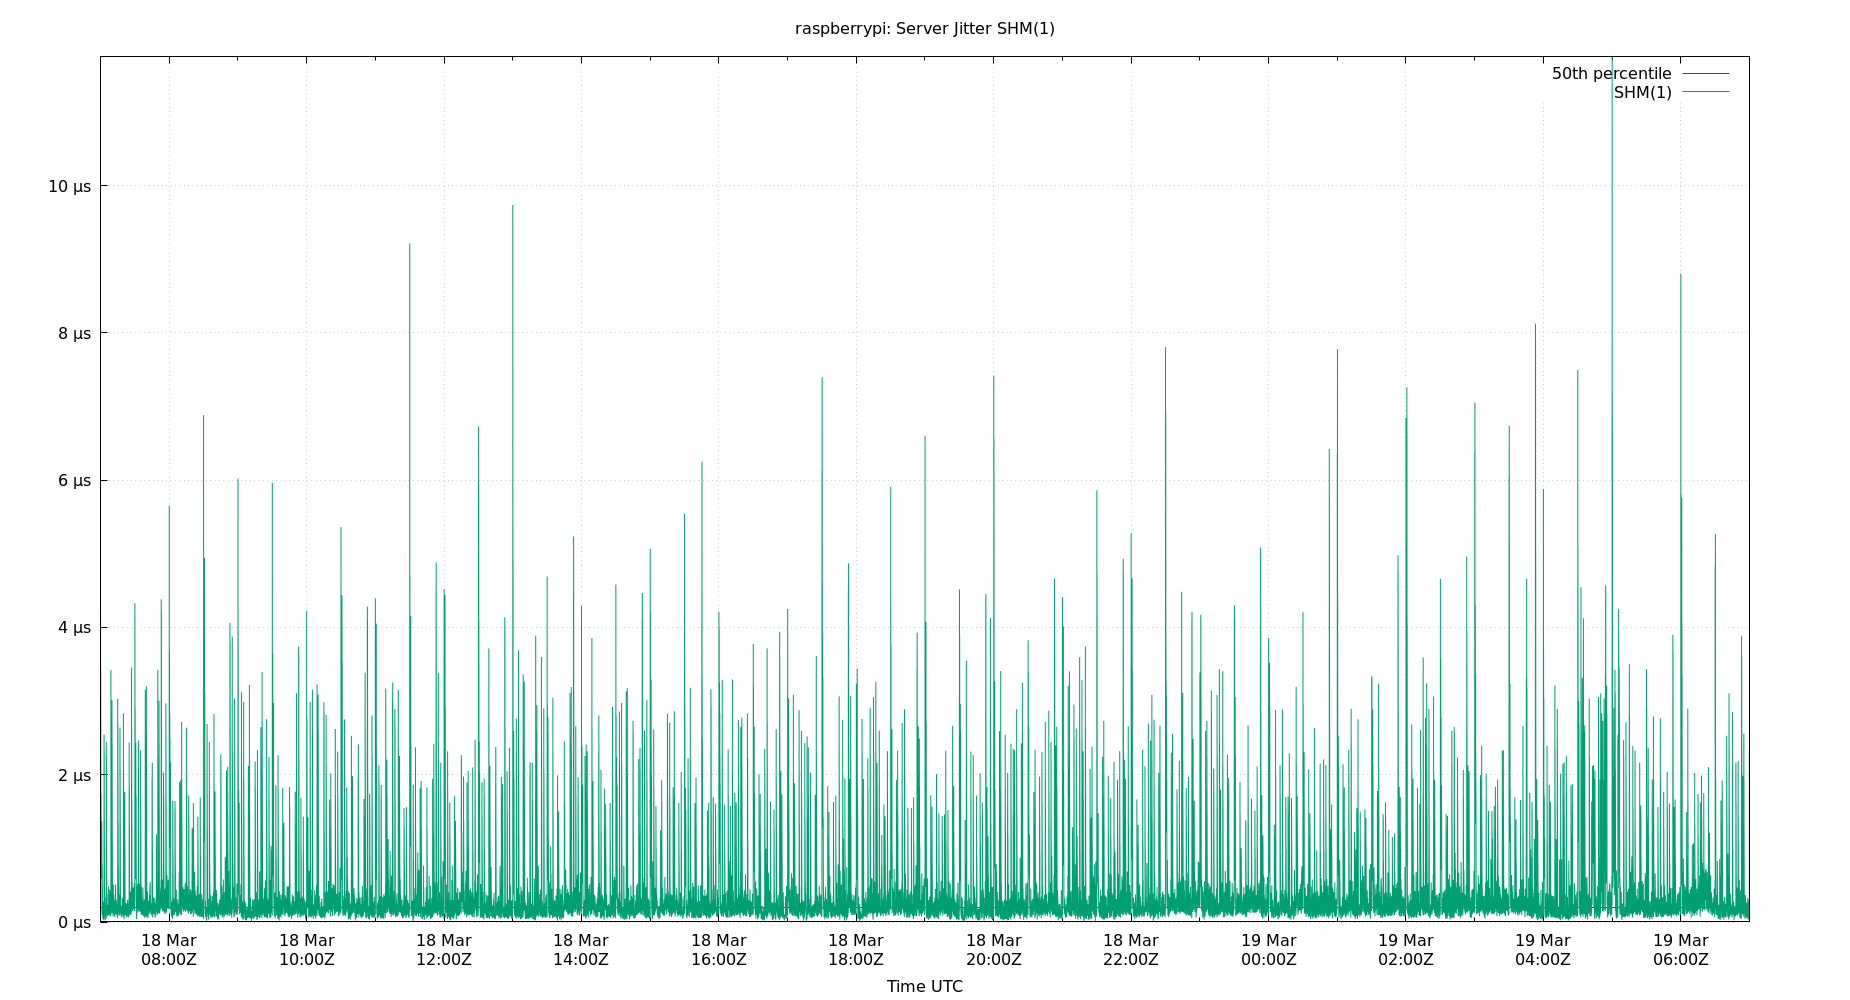 raspberrypi: Server Jitter SHM(1)
50th percentile
SHM(1)
10 µs
8 µs
6 µs
4 µs
2 µs
0 µs
18 Mar 18 Mar 18 Mar 18 Mar 18 Mar 18 Mar 18 Mar 18 Mar 19 Mar 19 Mar 19 Mar 19 Mar
08:00Z 10:00Z 12:00Z 14:00Z 16:00Z 18:00Z 20:00Z 22:00Z 00:00Z 02:00Z 04:00Z 06:00Z
Time UTC